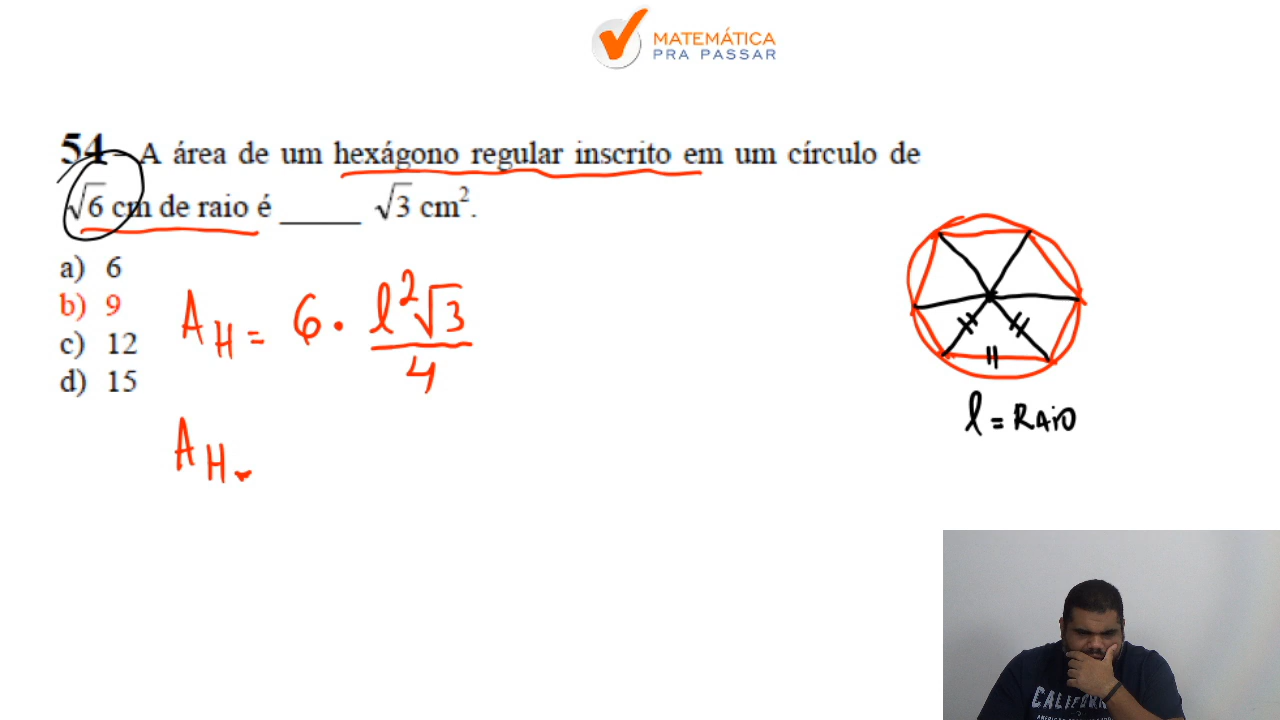 MATEMÁTICA
PRA PASSAR
54 - A área de um hexágono regular inscrito em um círculo de
√6 cm de raio é _____ √3 cm².
a) 6
b) 9
c) 12
d) 15
A_H = 6 · l²√3/4
A_H
l = RAIO
CALIFORN